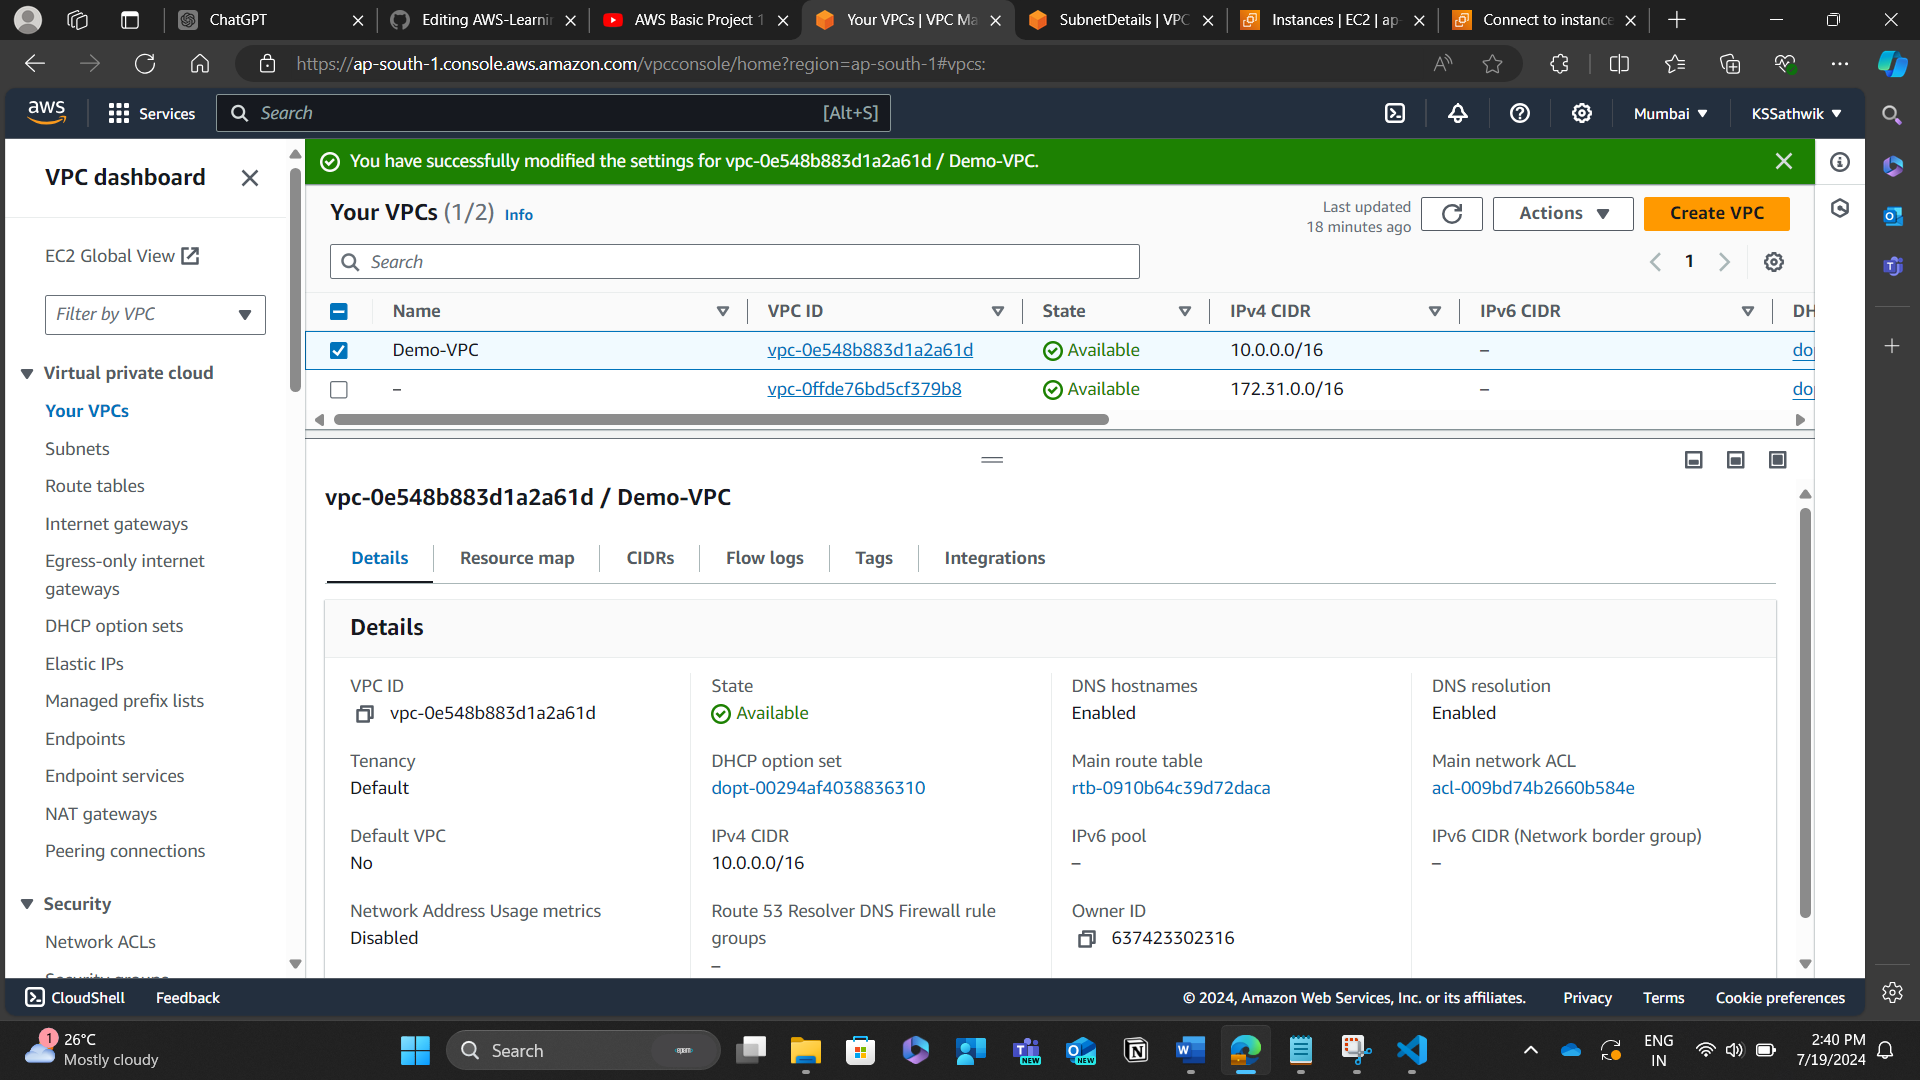 ChatGPT
Editing AWS-Learnin
AWS Basic Project 1
Your VPCs | VPC Ma
SubnetDetails | VPC
Instances | EC2 | ap-
Connect to instance
https://ap-south-1.console.aws.amazon.com/vpcconsole/home?region=ap-south-1#vpcs:
aws
Services
Search
[Alt+S]
Mumbai
KSSathwik
VPC dashboard
EC2 Global View
Filter by VPC
Virtual private cloud
Your VPCs
Subnets
Route tables
Internet gateways
Egress-only internet
gateways
DHCP option sets
Elastic IPs
Managed prefix lists
Endpoints
Endpoint services
NAT gateways
Peering connections
Security
Network ACLs
You have successfully modified the settings for vpc-0e548b883d1a2a61d / Demo-VPC.
Your VPCs (1/2) Info
Last updated
18 minutes ago
Actions
Create VPC
Search
1
Name VPC ID State IPv4 CIDR IPv6 CIDR DH
Demo-VPC vpc-0e548b883d1a2a61d Available 10.0.0.0/16 – do
– vpc-0ffde76bd5cf379b8 Available 172.31.0.0/16 – do
vpc-0e548b883d1a2a61d / Demo-VPC
Details Resource map CIDRs Flow logs Tags Integrations
Details
VPC ID
vpc-0e548b883d1a2a61d
State
Available
DNS hostnames
Enabled
DNS resolution
Enabled
Tenancy
Default
DHCP option set
dopt-00294af4038836310
Main route table
rtb-0910b64c39d72daca
Main network ACL
acl-009bd74b2660b584e
Default VPC
No
IPv4 CIDR
10.0.0.0/16
IPv6 pool
–
IPv6 CIDR (Network border group)
–
Network Address Usage metrics
Disabled
Route 53 Resolver DNS Firewall rule
groups
–
Owner ID
637423302316
CloudShell
Feedback
© 2024, Amazon Web Services, Inc. or its affiliates.
Privacy
Terms
Cookie preferences
1
26°C
Mostly cloudy
Search
NEW
NEW
ENG
IN
2:40 PM
7/19/2024